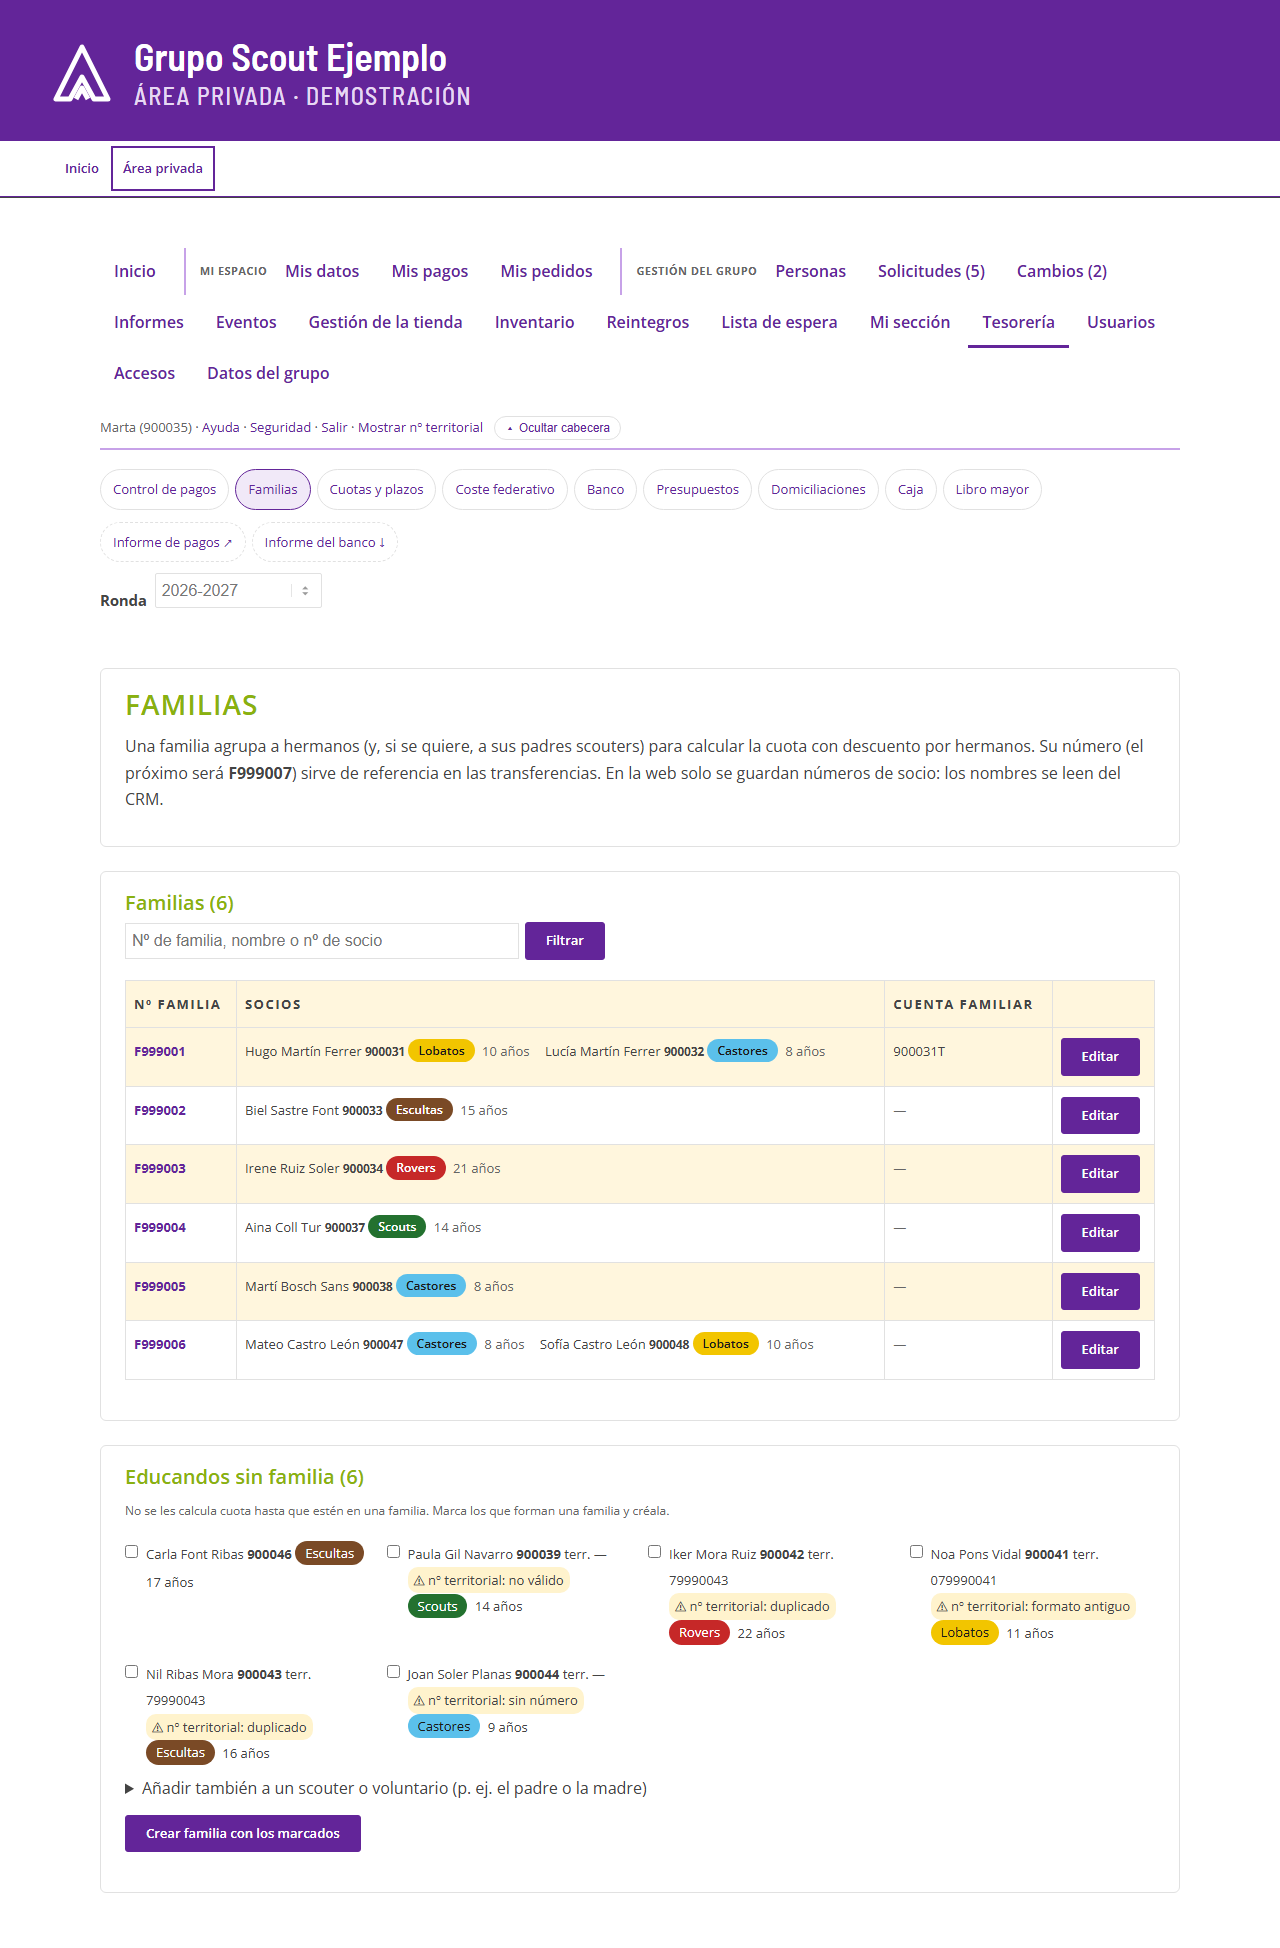 Grupo Scout Ejemplo
ÁREA PRIVADA · DEMOSTRACIÓN
Inicio Área privada
Inicio MI ESPACIO Mis datos Mis pagos Mis pedidos GESTIÓN DEL GRUPO Personas Solicitudes (5) Cambios (2)
Informes Eventos Gestión de la tienda Inventario Reintegros Lista de espera Mi sección Tesorería Usuarios
Accesos Datos del grupo
Marta (900035) · Ayuda · Seguridad · Salir · Mostrar nº territorial ▲ Ocultar cabecera
Control de pagos Familias Cuotas y plazos Coste federativo Banco Presupuestos Domiciliaciones Caja Libro mayor
Informe de pagos ↗ Informe del banco ↓
Ronda 2026-2027
FAMILIAS
Una familia agrupa a hermanos (y, si se quiere, a sus padres scouters) para calcular la cuota con descuento por hermanos. Su número (el
próximo será F999007) sirve de referencia en las transferencias. En la web solo se guardan números de socio: los nombres se leen del
CRM.
Familias (6)
Nº de familia, nombre o nº de socio Filtrar
Nº FAMILIA SOCIOS CUENTA FAMILIAR
F999001 Hugo Martín Ferrer 900031 Lobatos 10 años Lucía Martín Ferrer 900032 Castores 8 años 900031T Editar
F999002 Biel Sastre Font 900033 Escultas 15 años — Editar
F999003 Irene Ruiz Soler 900034 Rovers 21 años — Editar
F999004 Aina Coll Tur 900037 Scouts 14 años — Editar
F999005 Martí Bosch Sans 900038 Castores 8 años — Editar
F999006 Mateo Castro León 900047 Castores 8 años Sofía Castro León 900048 Lobatos 10 años — Editar
Educandos sin familia (6)
No se les calcula cuota hasta que estén en una familia. Marca los que forman una familia y créala.
Carla Font Ribas 900046 Escultas
17 años
Paula Gil Navarro 900039 terr. —
⚠ nº territorial: no válido
Scouts 14 años
Iker Mora Ruiz 900042 terr.
79990043
⚠ nº territorial: duplicado
Rovers 22 años
Noa Pons Vidal 900041 terr.
079990041
⚠ nº territorial: formato antiguo
Lobatos 11 años
Nil Ribas Mora 900043 terr.
79990043
⚠ nº territorial: duplicado
Escultas 16 años
Joan Soler Planas 900044 terr. —
⚠ nº territorial: sin número
Castores 9 años
▶ Añadir también a un scouter o voluntario (p. ej. el padre o la madre)
Crear familia con los marcados